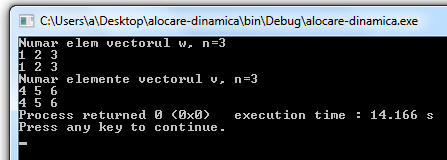 C:\Users\a\Desktop\alocare-dinamica\bin\Debug\alocare-dinamica.exe
Numar elem vectorul w, n=3
1 2 3
1 2 3
Numar elemente vectorul v, n=3
4 5 6
4 5 6
Process returned 0 (0x0)   execution time : 14.166 s
Press any key to continue.